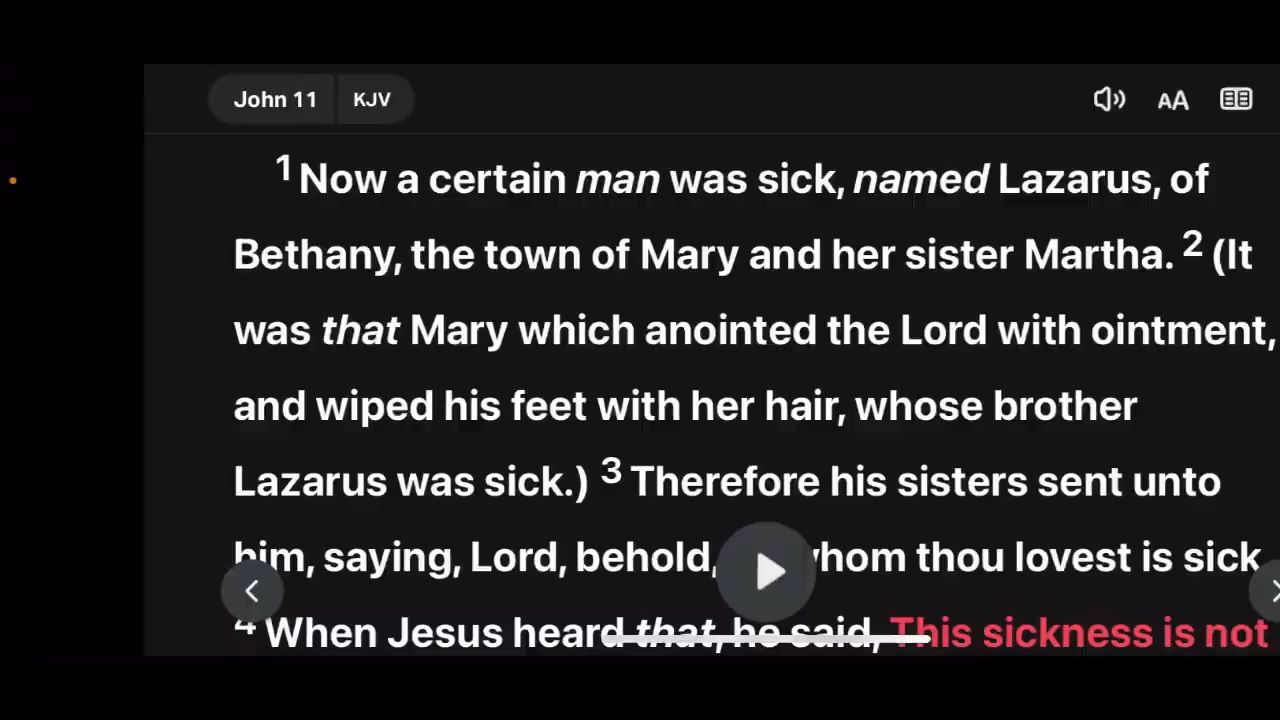 John 11 KJV AA
1 Now a certain man was sick, named Lazarus, of
Bethany, the town of Mary and her sister Martha. 2 (It
was that Mary which anointed the Lord with ointment,
and wiped his feet with her hair, whose brother
Lazarus was sick.) 3 Therefore his sisters sent unto
him, saying, Lord, behold, whom thou lovest is sick
4 When Jesus heard that, he said, This sickness is not